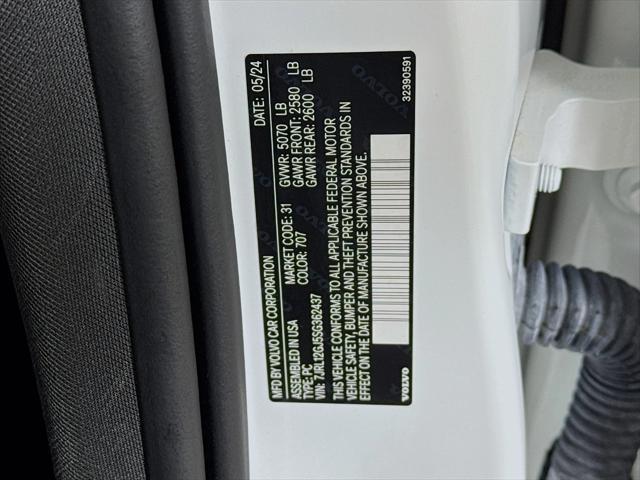 MFD BY VOLVO CAR CORPORATION DATE: 05/24
ASSEMBLED IN USA MARKET CODE: 31 GVWR: 5070 LB
TYPE: PC COLOR: 707 GAWR FRONT: 2580 LB
VIN: 7JRL12GJ5SG362437 GAWR REAR: 2600 LB
THIS VEHICLE CONFORMS TO ALL APPLICABLE FEDERAL MOTOR
VEHICLE SAFETY, BUMPER AND THEFT PREVENTION STANDARDS IN
EFFECT ON THE DATE OF MANUFACTURE SHOWN ABOVE.
VOLVO 32390591